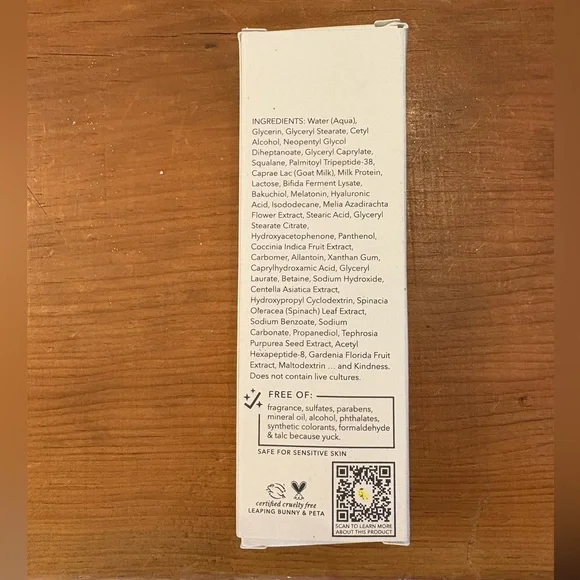 INGREDIENTS: Water (Aqua),
Glycerin, Glyceryl Stearate, Cetyl
Alcohol, Neopentyl Glycol
Diheptanoate, Glyceryl Caprylate,
Squalane, Palmitoyl Tripeptide-38,
Caprae Lac (Goat Milk), Milk Protein,
Lactose, Bifida Ferment Lysate,
Bakuchiol, Melatonin, Hyaluronic
Acid, Isododecane, Melia Azadirachta
Flower Extract, Stearic Acid, Glyceryl
Stearate Citrate,
Hydroxyacetophenone, Panthenol,
Coccinia Indica Fruit Extract,
Carbomer, Allantoin, Xanthan Gum,
Caprylhydroxamic Acid, Glyceryl
Laurate, Betaine, Sodium Hydroxide,
Centella Asiatica Extract,
Hydroxypropyl Cyclodextrin, Spinacia
Oleracea (Spinach) Leaf Extract,
Sodium Benzoate, Sodium
Carbonate, Propanediol, Tephrosia
Purpurea Seed Extract, Acetyl
Hexapeptide-8, Gardenia Florida Fruit
Extract, Maltodextrin ... and Kindness.
Does not contain live cultures.
FREE OF:
fragrance, sulfates, parabens,
mineral oil, alcohol, phthalates,
synthetic colorants, formaldehyde
& talc because yuck.
SAFE FOR SENSITIVE SKIN
certified cruelty free
LEAPING BUNNY & PETA
SCAN TO LEARN MORE
ABOUT THIS PRODUCT